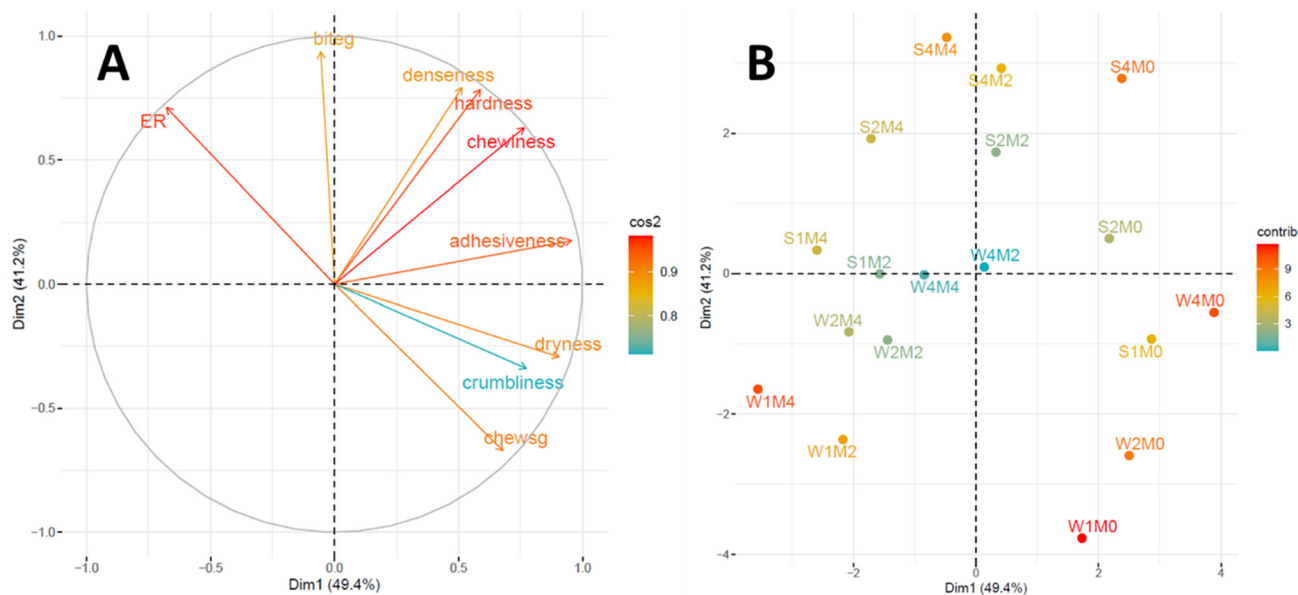 A
1.0
0.5
0.0
−0.5
−1.0
Dim2 (41.2%)
biteg
denseness
hardness
ER
chewiness
adhesiveness
dryness
crumbliness
chewsg
−1.0
−0.5
0.0
0.5
1.0
Dim1 (49.4%)
cos2
0.9
0.8
B
2
0
−2
−4
Dim2 (41.2%)
S4M4
S4M2
S4M0
S2M4
S2M2
S2M0
S1M4
S1M2
W4M2
W4M4
W4M0
W2M4
W2M2
S1M0
W1M4
W1M2
W2M0
W1M0
−2
0
2
4
Dim1 (49.4%)
contrib
9
6
3